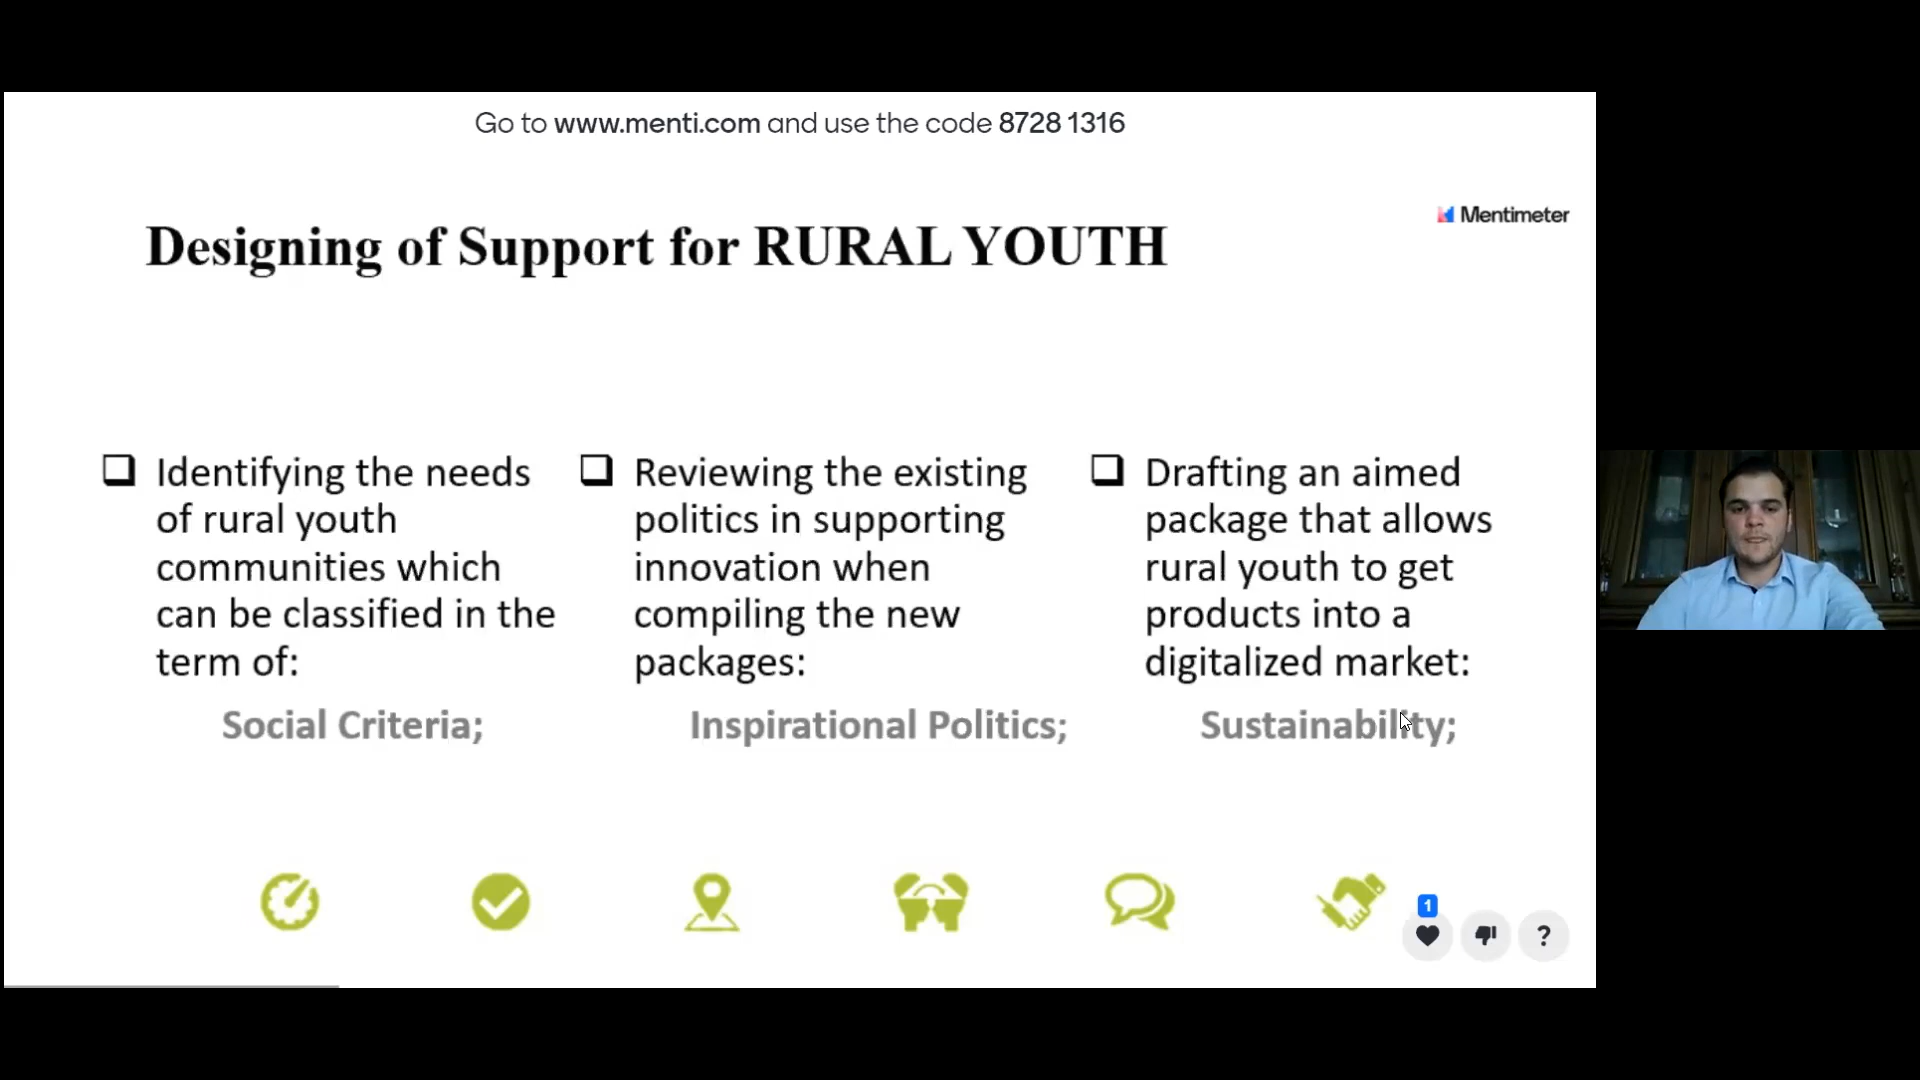 Go to www.menti.com and use the code 8728 1316
Mentimeter
Designing of Support for RURAL YOUTH
Identifying the needs
of rural youth
communities which
can be classified in the
term of:
Social Criteria;
Reviewing the existing
politics in supporting
innovation when
compiling the new
packages:
Inspirational Politics;
Drafting an aimed
package that allows
rural youth to get
products into a
digitalized market:
Sustainability;
1
?